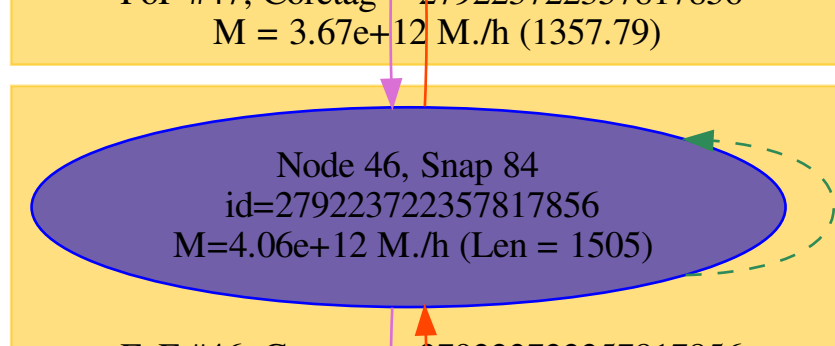 M = 3.67e+12 M./h (1357.79)
Node 46, Snap 84
id=279223722357817856
M=4.06e+12 M./h (Len = 1505)